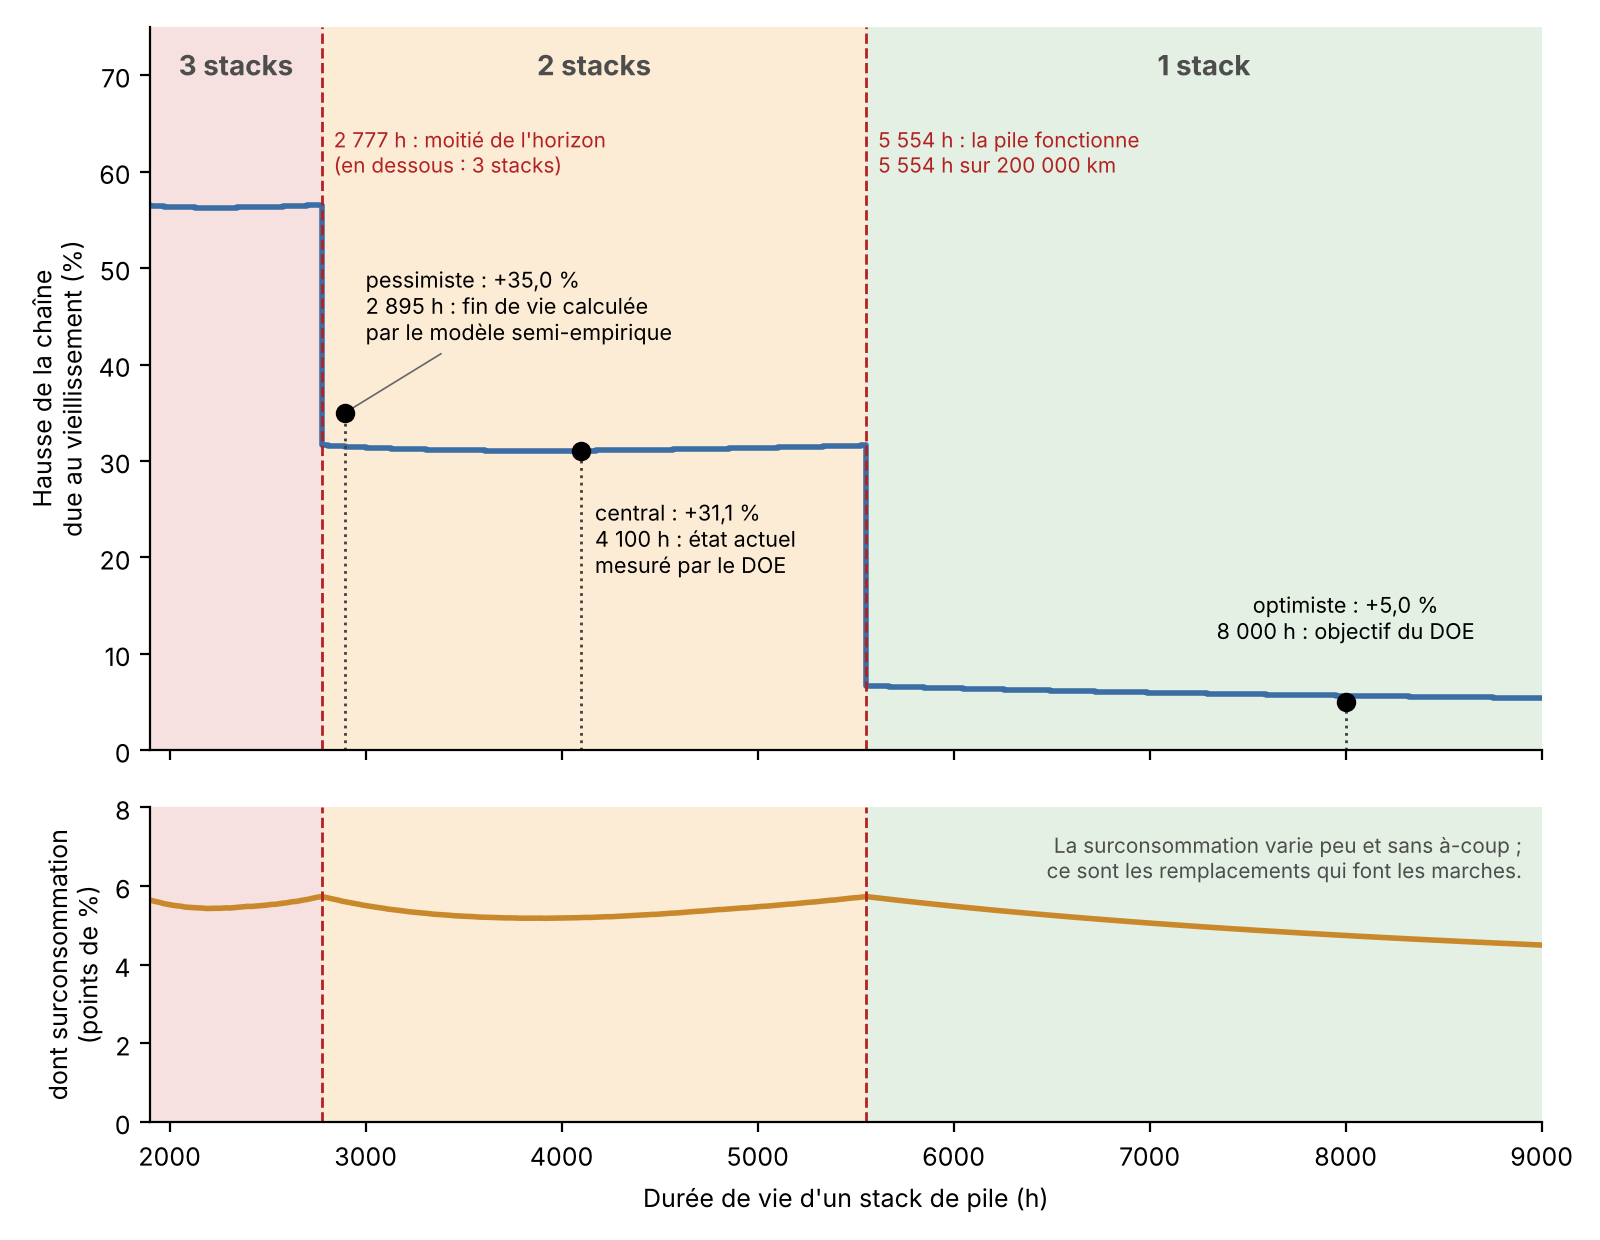 3 stacks
2 stacks
1 stack
2 777 h : moitié de l'horizon
(en dessous : 3 stacks)
5 554 h : la pile fonctionne
5 554 h sur 200 000 km
pessimiste : +35,0 %
2 895 h : fin de vie calculée
par le modèle semi-empirique
central : +31,1 %
4 100 h : état actuel
mesuré par le DOE
optimiste : +5,0 %
8 000 h : objectif du DOE
Hausse de la chaîne
due au vieillissement (%)
70
60
50
40
30
20
10
0
La surconsommation varie peu et sans à-coup ;
ce sont les remplacements qui font les marches.
dont surconsommation
(points de %)
8
6
4
2
0
2000 3000 4000 5000 6000 7000 8000 9000
Durée de vie d'un stack de pile (h)